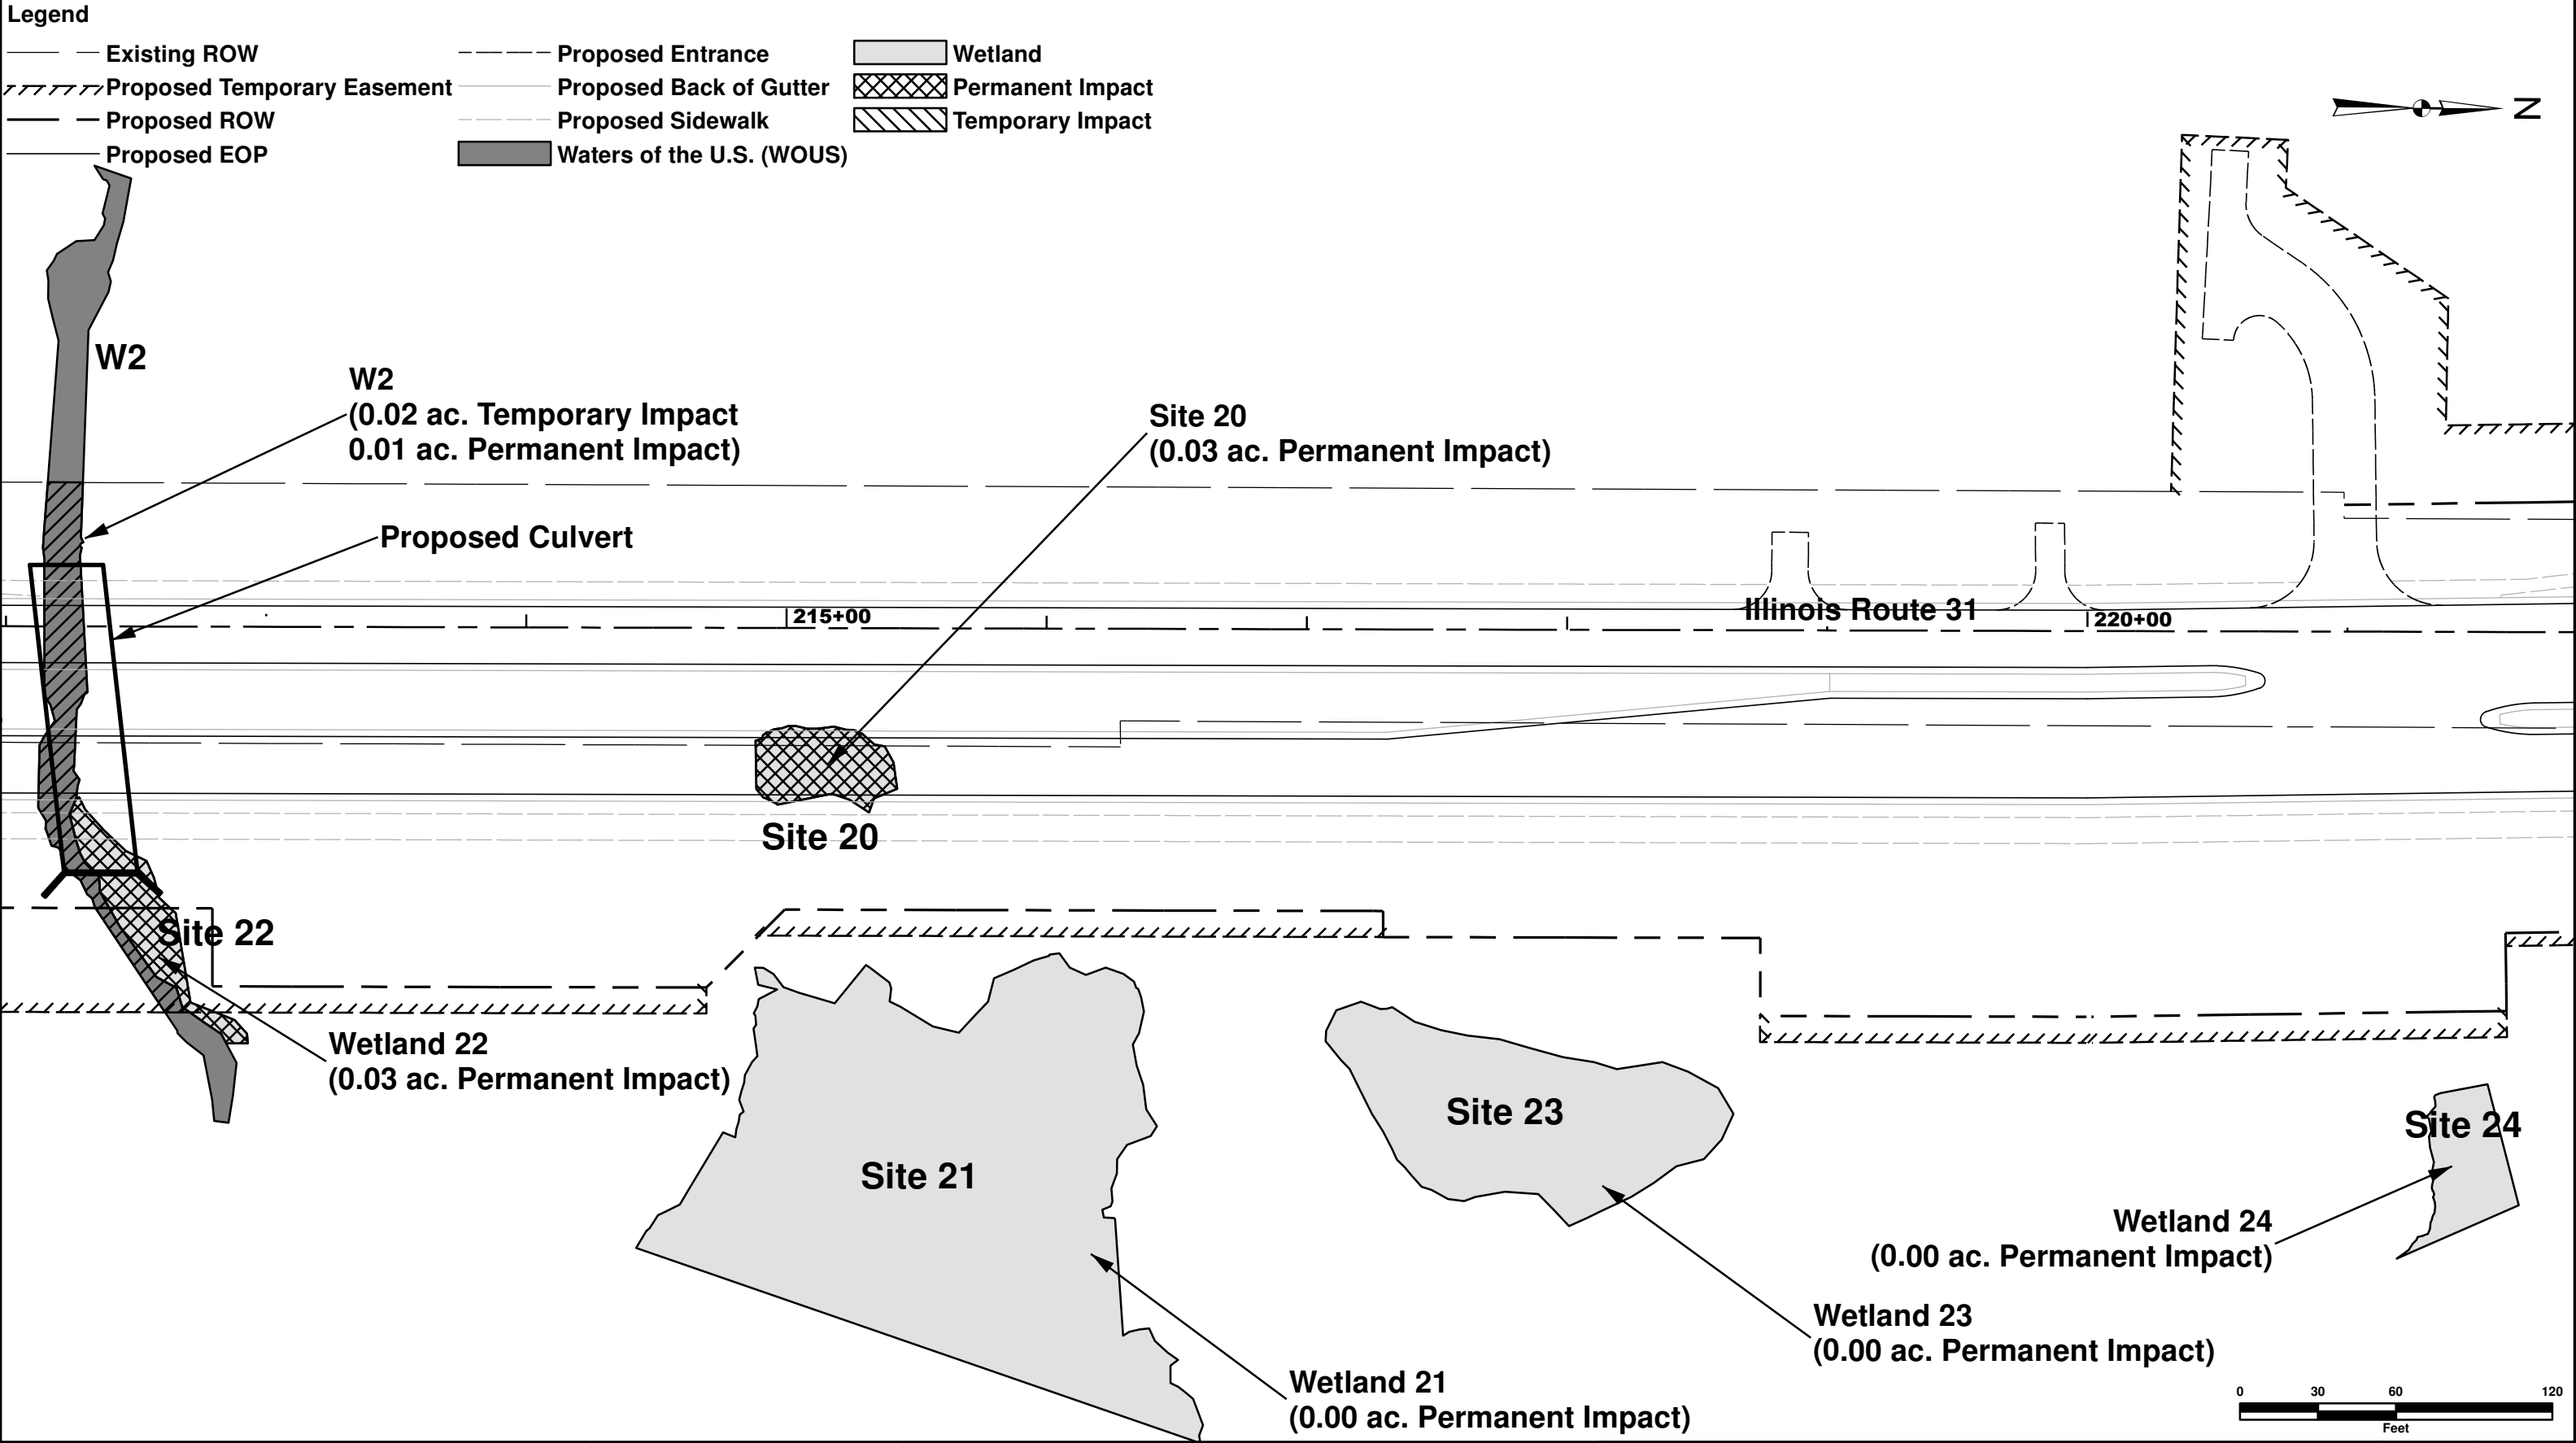 Legend
Existing ROW
Proposed Temporary Easement
Proposed ROW
Proposed EOP
Proposed Entrance
Proposed Back of Gutter
Proposed Sidewalk
Waters of the U.S. (WOUS)
Wetland
Permanent Impact
Temporary Impact
N
W2
W2
(0.02 ac. Temporary Impact
0.01 ac. Permanent Impact)
Proposed Culvert
Site 20
(0.03 ac. Permanent Impact)
215+00
Illinois Route 31
220+00
Site 20
Site 22
Wetland 22
(0.03 ac. Permanent Impact)
Site 21
Site 23
Site 24
Wetland 24
(0.00 ac. Permanent Impact)
Wetland 23
(0.00 ac. Permanent Impact)
Wetland 21
(0.00 ac. Permanent Impact)
0 30 60 120
Feet